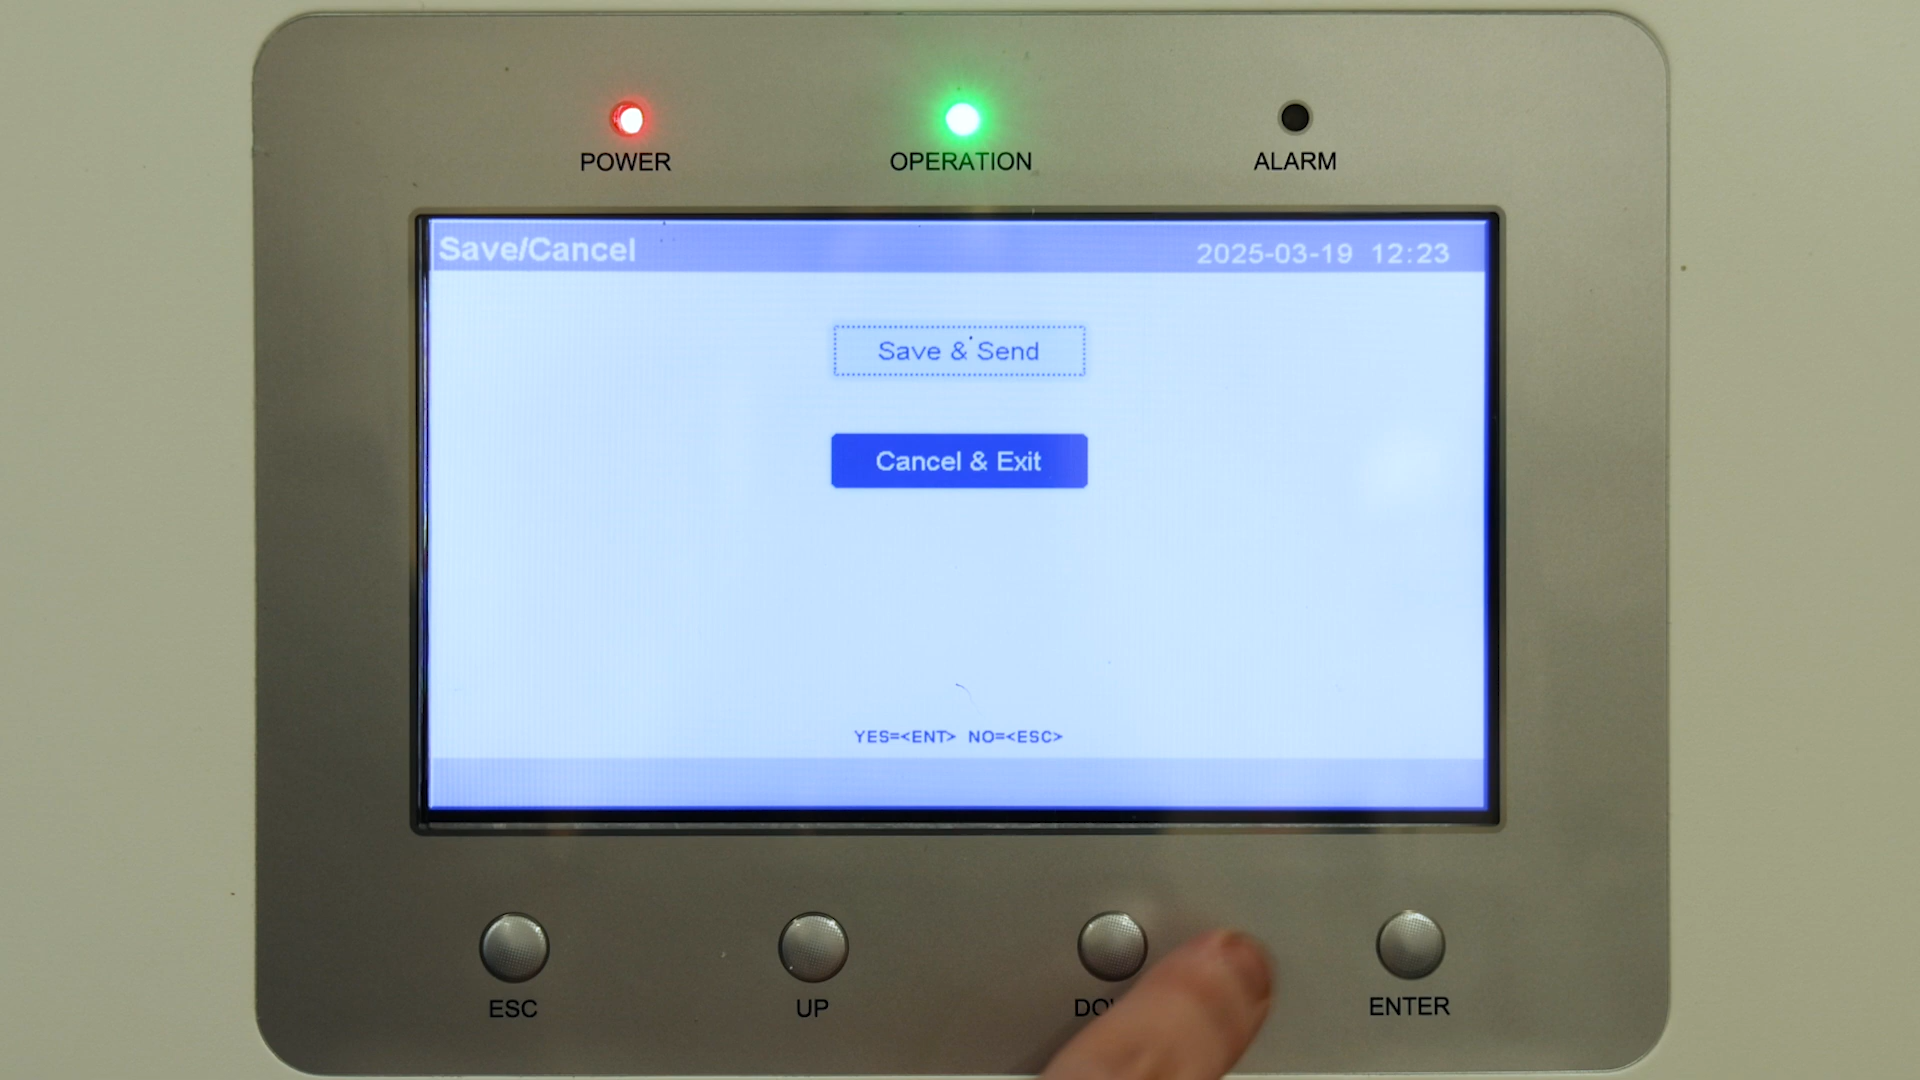 POWER
OPERATION
ALARM
Save/Cancel
2025-03-19 12:23
Save & Send
Cancel & Exit
YES=<ENT> NO=<ESC>
ESC
UP
ENTER